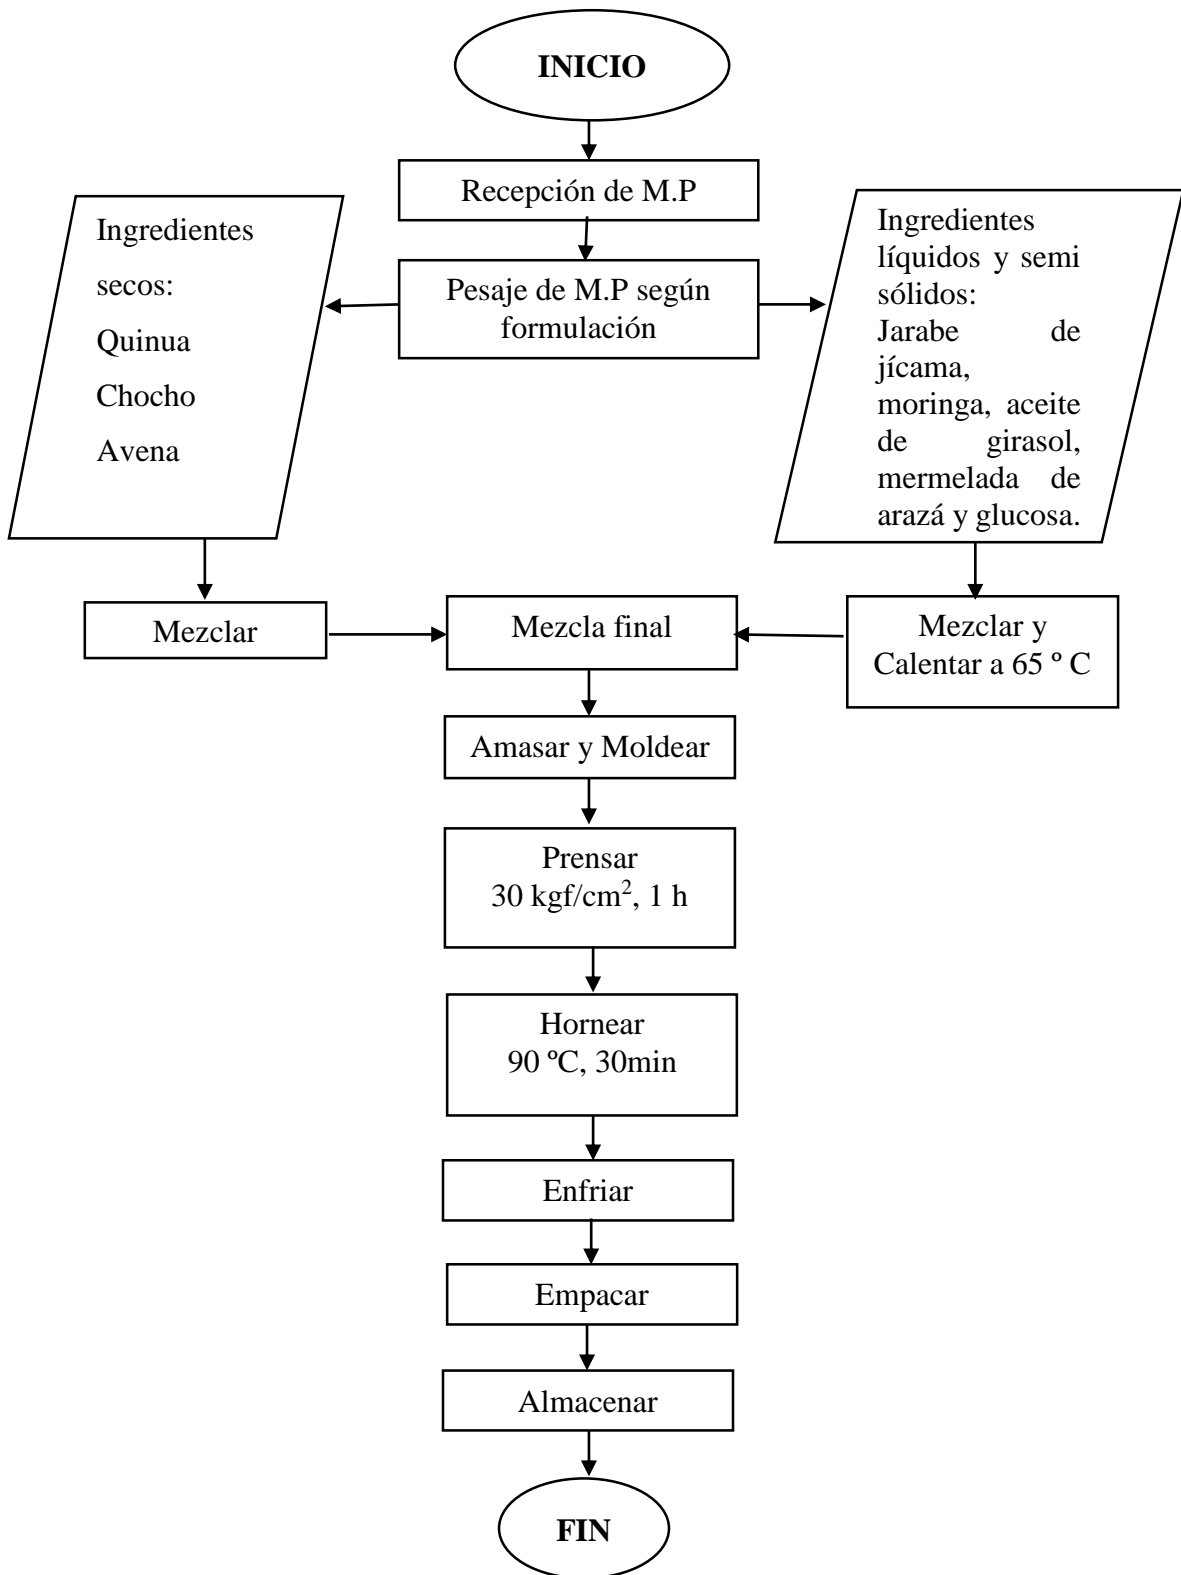 INICIO
Recepción de M.P
Pesaje de M.P según
formulación
Ingredientes
secos:
Quinua
Chocho
Avena
Ingredientes
líquidos y semi
sólidos:
Jarabe de
jícama,
moringa, aceite
de girasol,
mermelada de
arazá y glucosa.
Mezclar
Mezcla final
Mezclar y
Calentar a 65 º C
Amasar y Moldear
Prensar
30 kgf/cm², 1 h
Hornear
90 ºC, 30min
Enfriar
Empacar
Almacenar
FIN